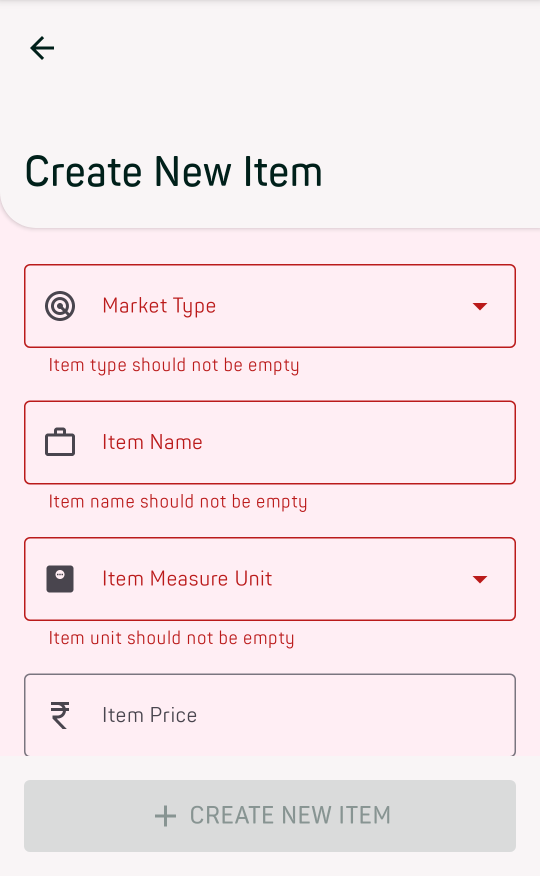 Create New Item
Market Type
Item type should not be empty
Item Name
Item name should not be empty
Item Measure Unit
Item unit should not be empty
₹ Item Price
+ CREATE NEW ITEM